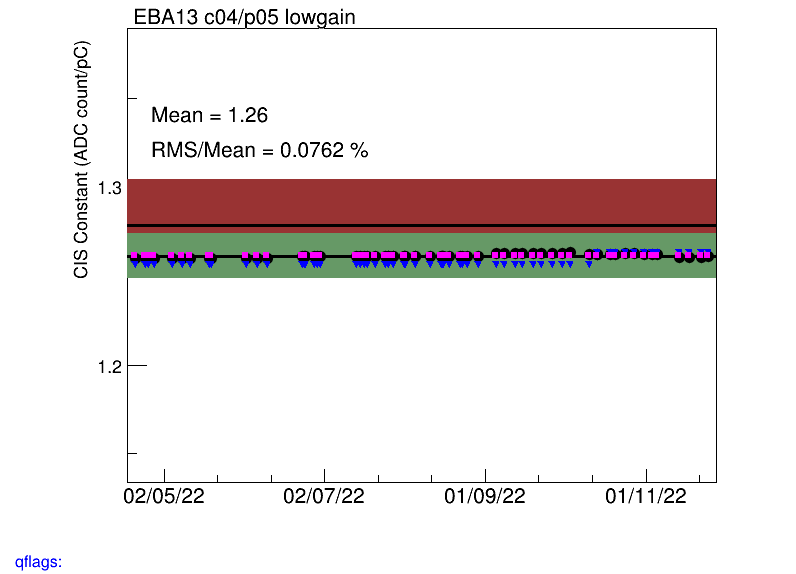 EBA13 c04/p05 lowgain
CIS Constant (ADC count/pC)
Mean = 1.26
RMS/Mean = 0.0762 %
1.3
1.2
02/05/22 02/07/22 01/09/22 01/11/22
qflags: